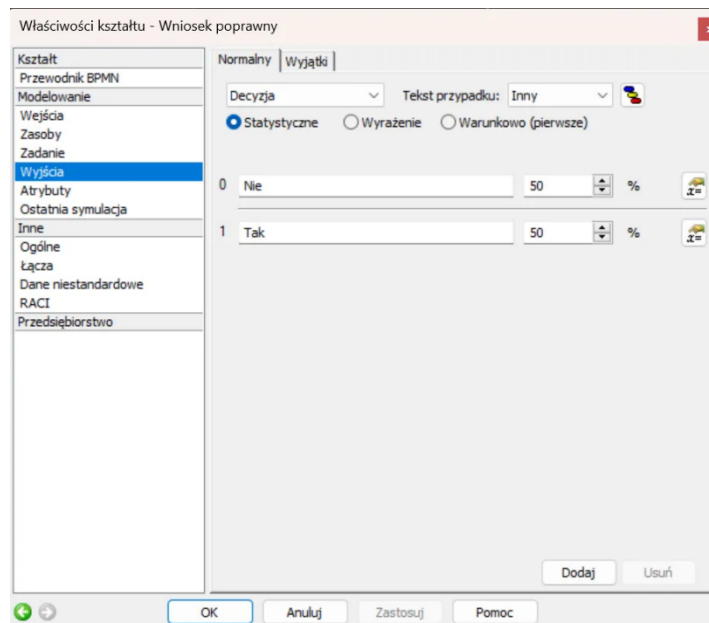 Właściwości kształtu - Wniosek poprawny
Kształt
Przewodnik BPMN
Modelowanie
Wejścia
Zasoby
Zadanie
Wyjścia
Atrybuty
Ostatnia symulacja
Inne
Ogólne
Łącza
Dane niestandardowe
RACI
Przedsiębiorstwo
Normalny Wyjątki
Decyzja Tekst przypadku: Inny
Statystyczne Wyrażenie Warunkowo (pierwsze)
0 Nie 50 % x=
1 Tak 50 % x=
Dodaj Usuń
OK Anuluj Zastosuj Pomoc